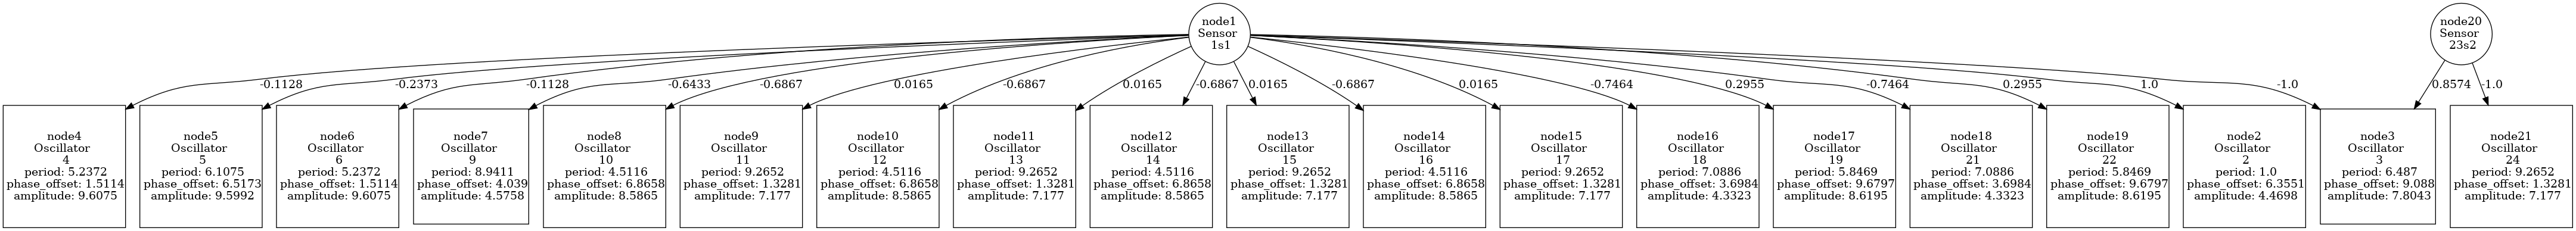 node1
Sensor
1s1
node20
Sensor
23s2
-0.1128
-0.2373
-0.1128
-0.6433
-0.6867
0.0165
-0.6867
0.0165
-0.6867
0.0165
-0.6867
0.0165
-0.7464
0.2955
-0.7464
0.2955
1.0
-1.0
0.8574
-1.0
node4
Oscillator
4
period: 5.2372
phase_offset: 1.5114
amplitude: 9.6075
node5
Oscillator
5
period: 6.1075
phase_offset: 6.5173
amplitude: 9.5992
node6
Oscillator
6
period: 5.2372
phase_offset: 1.5114
amplitude: 9.6075
node7
Oscillator
9
period: 8.9411
phase_offset: 4.039
amplitude: 4.5758
node8
Oscillator
10
period: 4.5116
phase_offset: 6.8658
amplitude: 8.5865
node9
Oscillator
11
period: 9.2652
phase_offset: 1.3281
amplitude: 7.177
node10
Oscillator
12
period: 4.5116
phase_offset: 6.8658
amplitude: 8.5865
node11
Oscillator
13
period: 9.2652
phase_offset: 1.3281
amplitude: 7.177
node12
Oscillator
14
period: 4.5116
phase_offset: 6.8658
amplitude: 8.5865
node13
Oscillator
15
period: 9.2652
phase_offset: 1.3281
amplitude: 7.177
node14
Oscillator
16
period: 4.5116
phase_offset: 6.8658
amplitude: 8.5865
node15
Oscillator
17
period: 9.2652
phase_offset: 1.3281
amplitude: 7.177
node16
Oscillator
18
period: 7.0886
phase_offset: 3.6984
amplitude: 4.3323
node17
Oscillator
19
period: 5.8469
phase_offset: 9.6797
amplitude: 8.6195
node18
Oscillator
21
period: 7.0886
phase_offset: 3.6984
amplitude: 4.3323
node19
Oscillator
22
period: 5.8469
phase_offset: 9.6797
amplitude: 8.6195
node2
Oscillator
2
period: 1.0
phase_offset: 6.3551
amplitude: 4.4698
node3
Oscillator
3
period: 6.487
phase_offset: 9.088
amplitude: 7.8043
node21
Oscillator
24
period: 9.2652
phase_offset: 1.3281
amplitude: 7.177